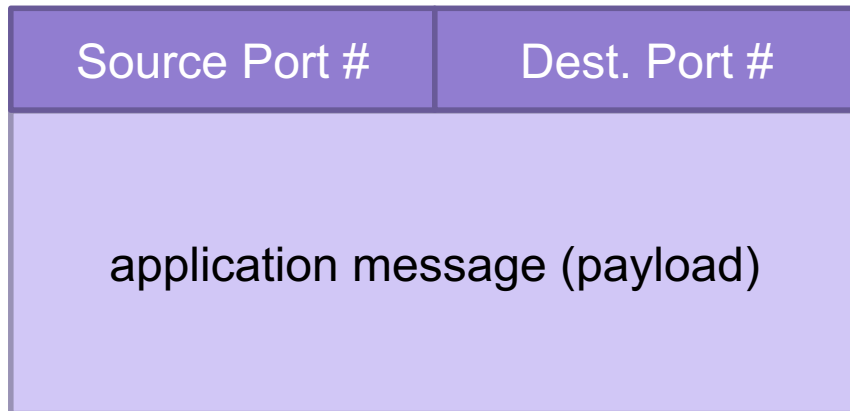 Source Port # Dest. Port #
application message (payload)